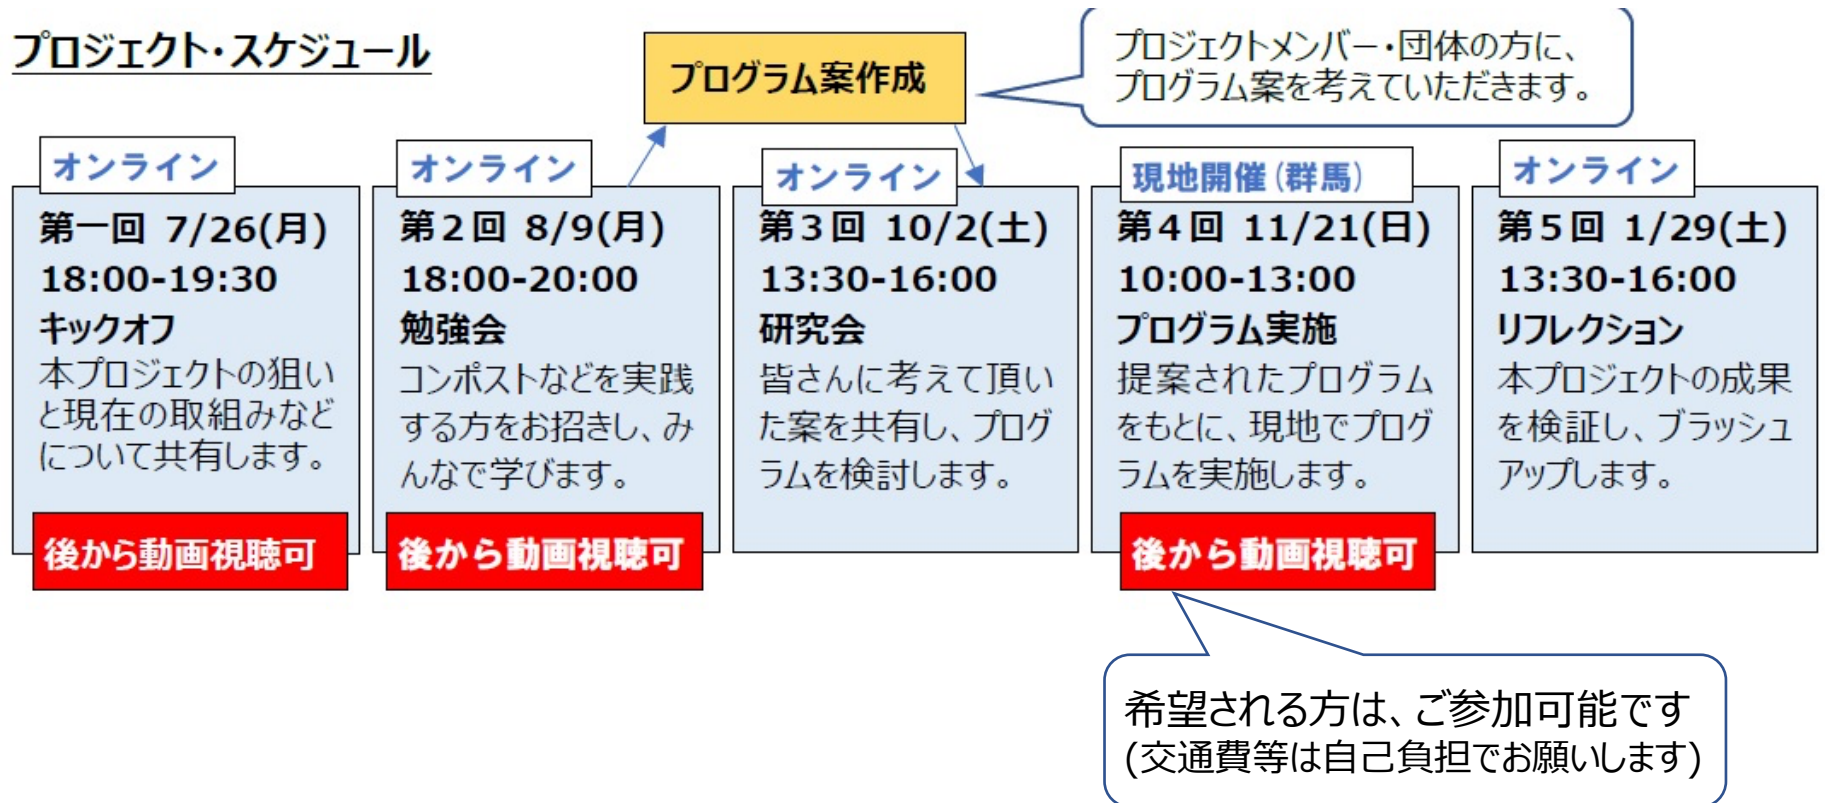 プロジェクト・スケジュール
プログラム案作成
プロジェクトメンバー・団体の方に、
プログラム案を考えていただきます。
オンライン
第一回 7/26(月)
18:00-19:30
キックオフ
本プロジェクトの狙い
と現在の取組みなど
について共有します。
後から動画視聴可
オンライン
第２回 8/9(月)
18:00-20:00
勉強会
コンポストなどを実践
する方をお招きし、み
んなで学びます。
後から動画視聴可
オンライン
第３回 10/2(土)
13:30-16:00
研究会
皆さんに考えて頂い
た案を共有し、プログ
ラムを検討します。
現地開催(群馬)
第４回 11/21(日)
10:00-13:00
プログラム実施
提案されたプログラム
をもとに、現地でプログ
ラムを実施します。
後から動画視聴可
希望される方は、ご参加可能です
(交通費等は自己負担でお願いします)
オンライン
第５回 1/29(土)
13:30-16:00
リフレクション
本プロジェクトの成果
を検証し、ブラッシュ
アップします。